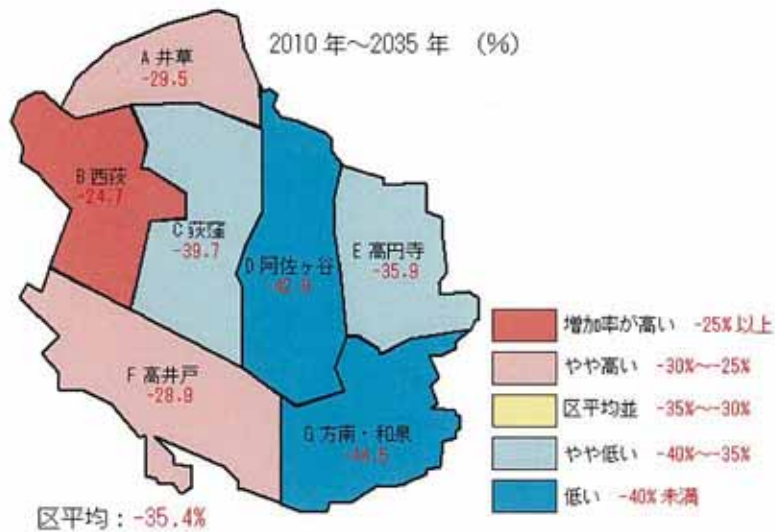 2010年～2035年 (%)
A 井草
-29.5
B 西荻
-24.7
C 荻窪
-39.7
D 阿佐ヶ谷
E 高円寺
-35.9
F 高井戸
-28.9
G 方南・和泉
-44.5
増加率が高い -25%以上
やや高い -30%～-25%
区平均並 -35%～-30%
やや低い -40%～-35%
低い -40%未満
区平均：-35.4%